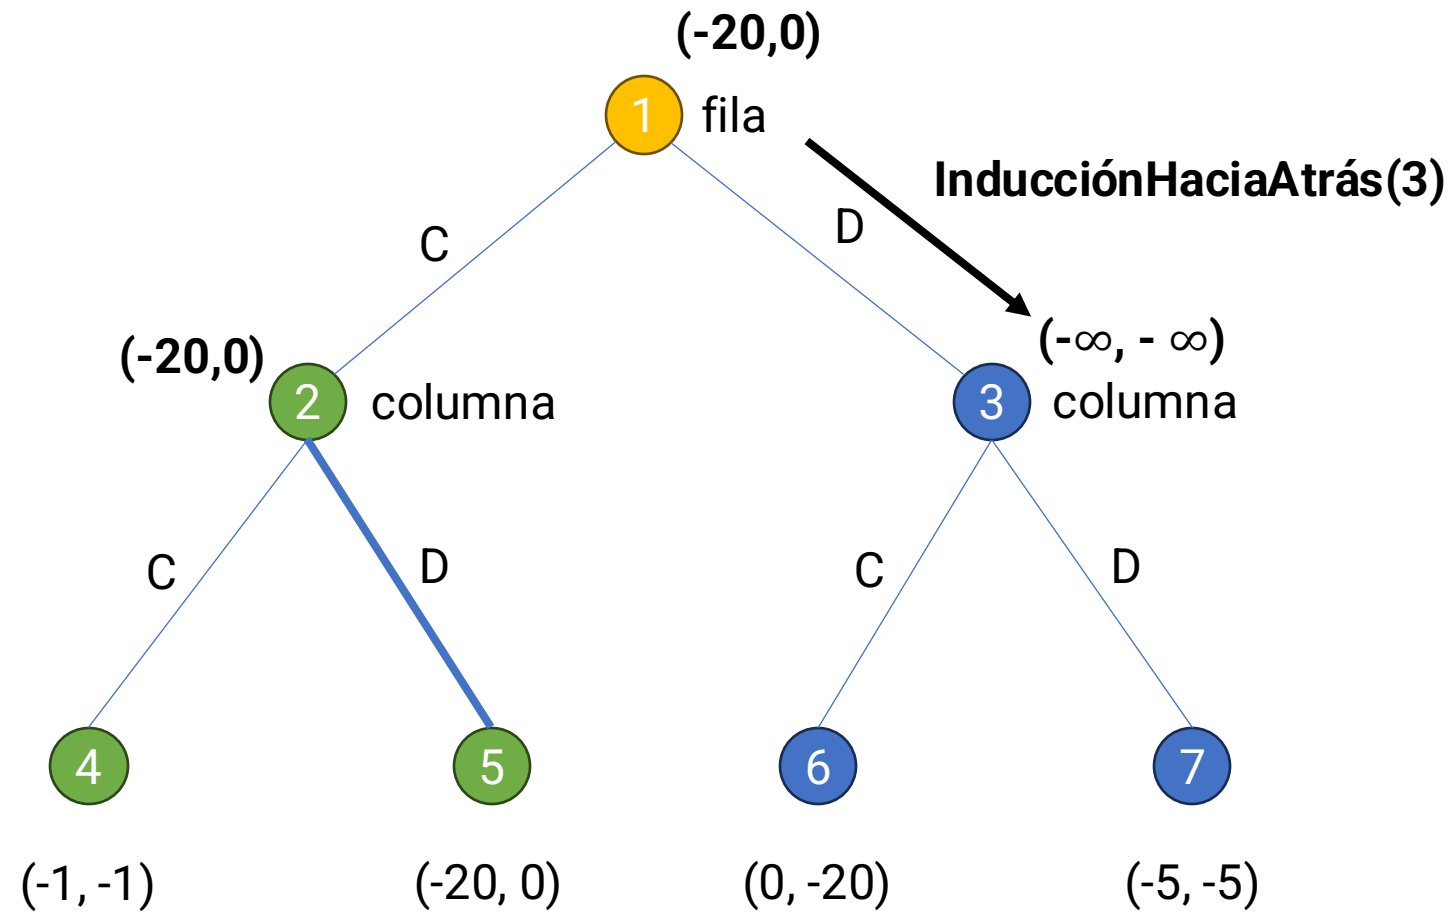 (-20,0)
1 fila
InducciónHaciaAtrás(3)
C
D
(-∞, - ∞)
(-20,0)
2 columna
3 columna
C
D
C
D
4
5
6
7
(-1, -1)
(-20, 0)
(0, -20)
(-5, -5)